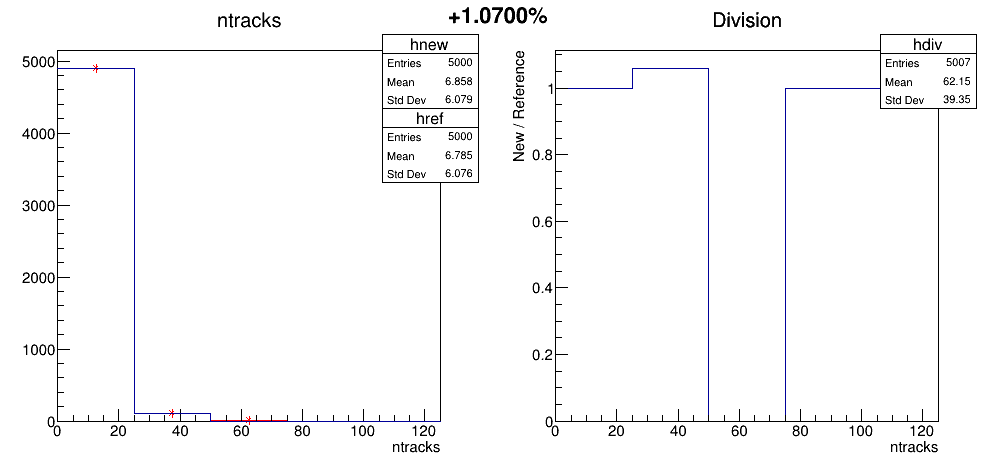 +1.0700%
ntracks
hnew
Entries 5000
Mean 6.858
Std Dev 6.079
href
Entries 5000
Mean 6.785
Std Dev 6.076
5000
4000
3000
2000
1000
0
0 20 40 60 80 100 120
ntracks
Division
hdiv
Entries 5007
Mean 62.15
Std Dev 39.35
New / Reference
1
0.8
0.6
0.4
0.2
0
0 20 40 60 80 100 120
ntracks